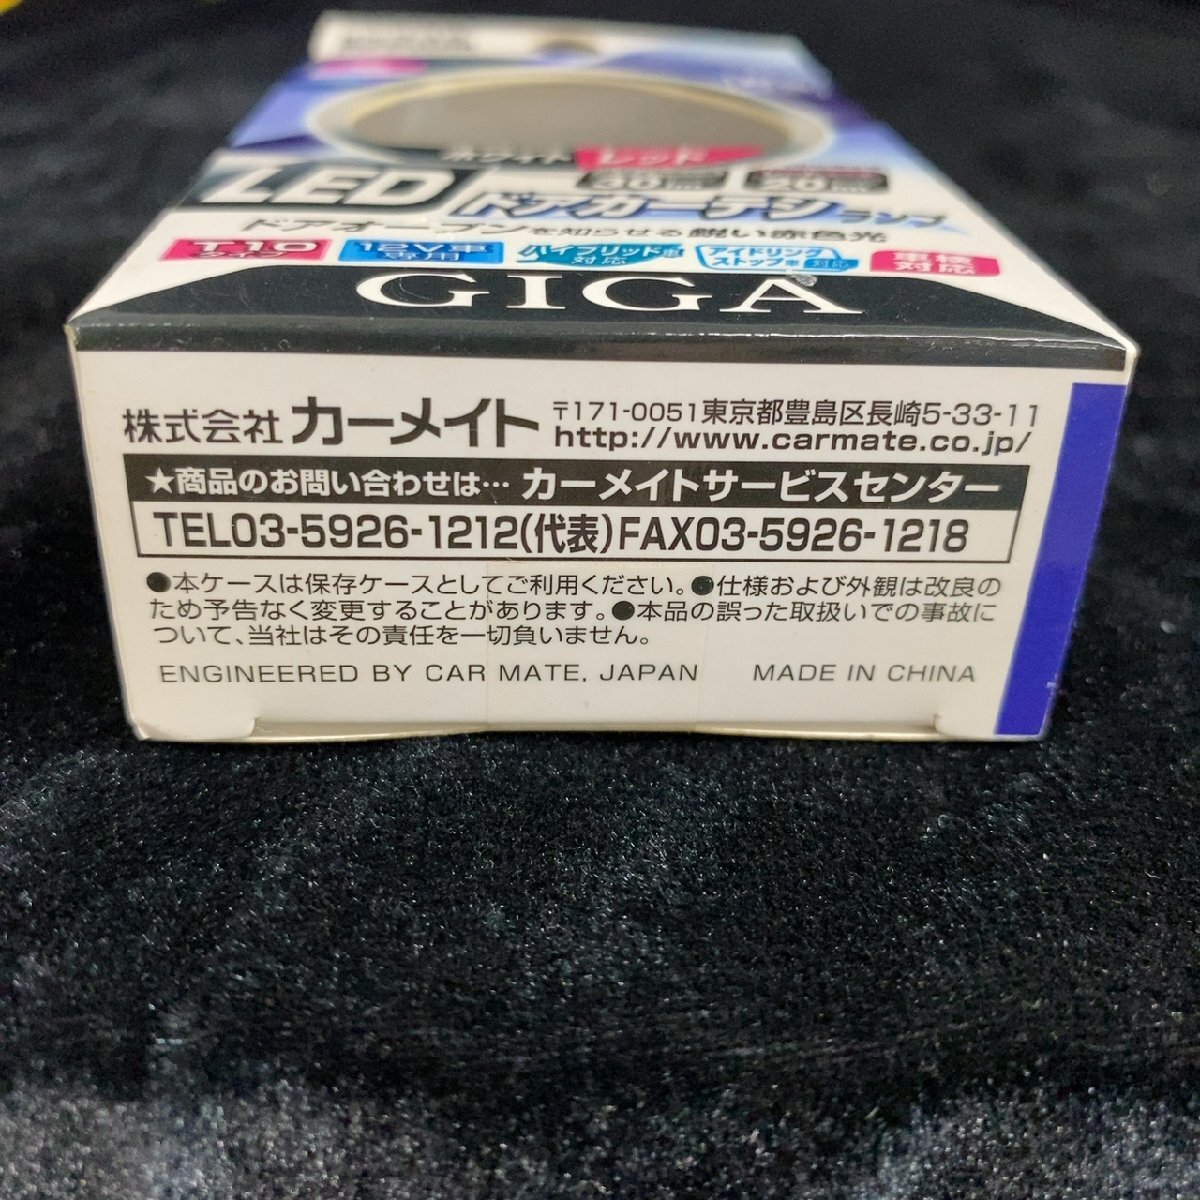 ホワイト レッド
30lm 20lm
LED ドアカーテシランプ
ドアオープンを知らせる鋭い赤色光
T10タイプ 12V車専用 ハイブリッド車対応 アイドリングストップ車対応 車検対応
GIGA
株式会社 カーメイト 〒171-0051東京都豊島区長崎5-33-11
http://www.carmate.co.jp/
★商品のお問い合わせは… カーメイトサービスセンター
TEL03-5926-1212(代表)FAX03-5926-1218
●本ケースは保存ケースとしてご利用ください。●仕様および外観は改良の
ため予告なく変更することがあります。●本品の誤った取扱いでの事故に
ついて、当社はその責任を一切負いません。
ENGINEERED BY CAR MATE, JAPAN MADE IN CHINA